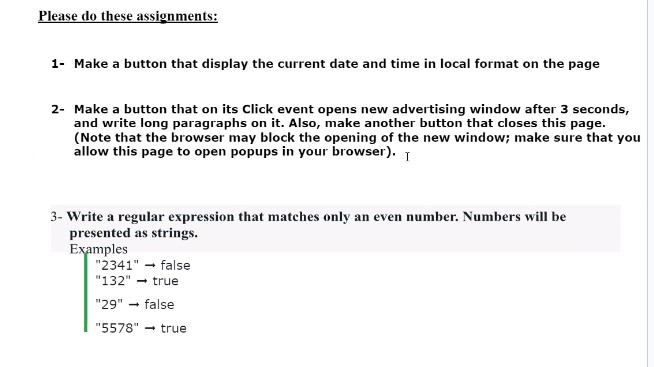 Please do these assignments:
1- Make a button that display the current date and time in local format on the page
2- Make a button that on its Click event opens new advertising window after 3 seconds,
and write long paragraphs on it. Also, make another button that closes this page.
(Note that the browser may block the opening of the new window; make sure that you
allow this page to open popups in your browser).
3- Write a regular expression that matches only an even number. Numbers will be
presented as strings.
Examples
"2341" → false
"132" → true
"29" → false
"5578" → true